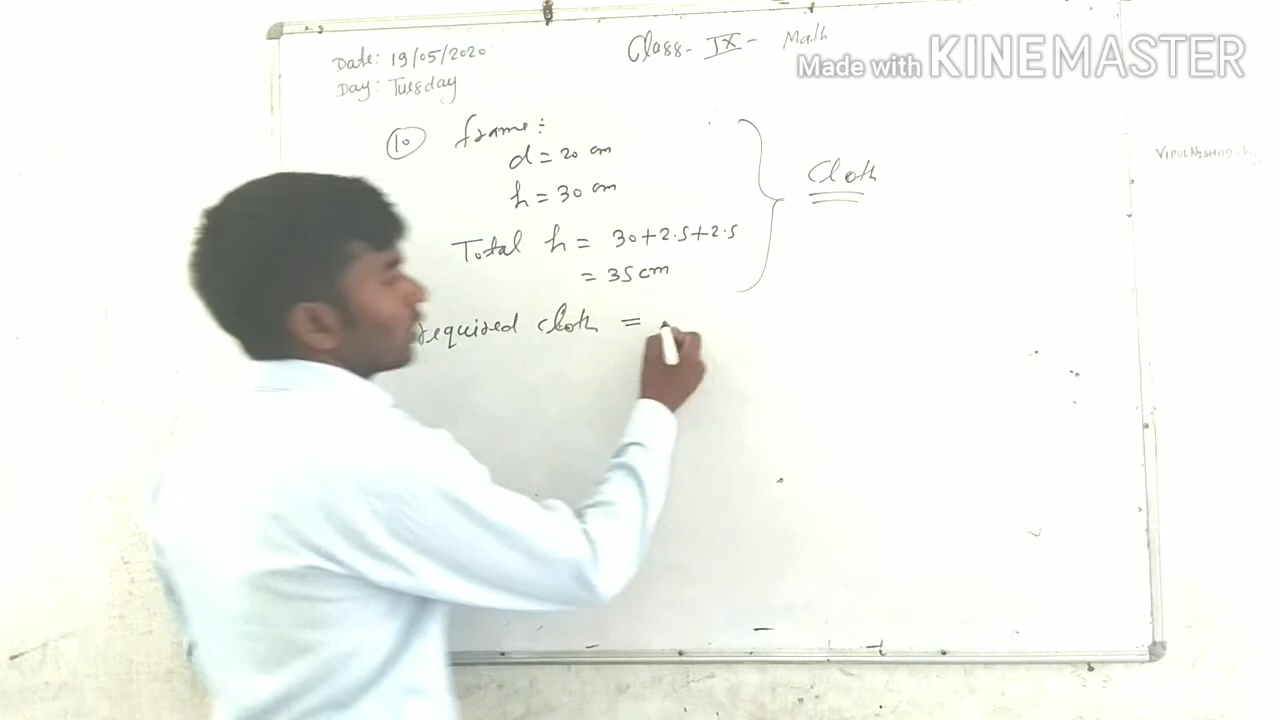 Date: 19/05/2020
Day: Tuesday
Class- IX - Math
Made with KINEMASTER
10 frame:
d = 20 cm
h = 30 cm
Total h = 30+2.5+2.5
= 35 cm
Cloth
required cloth =